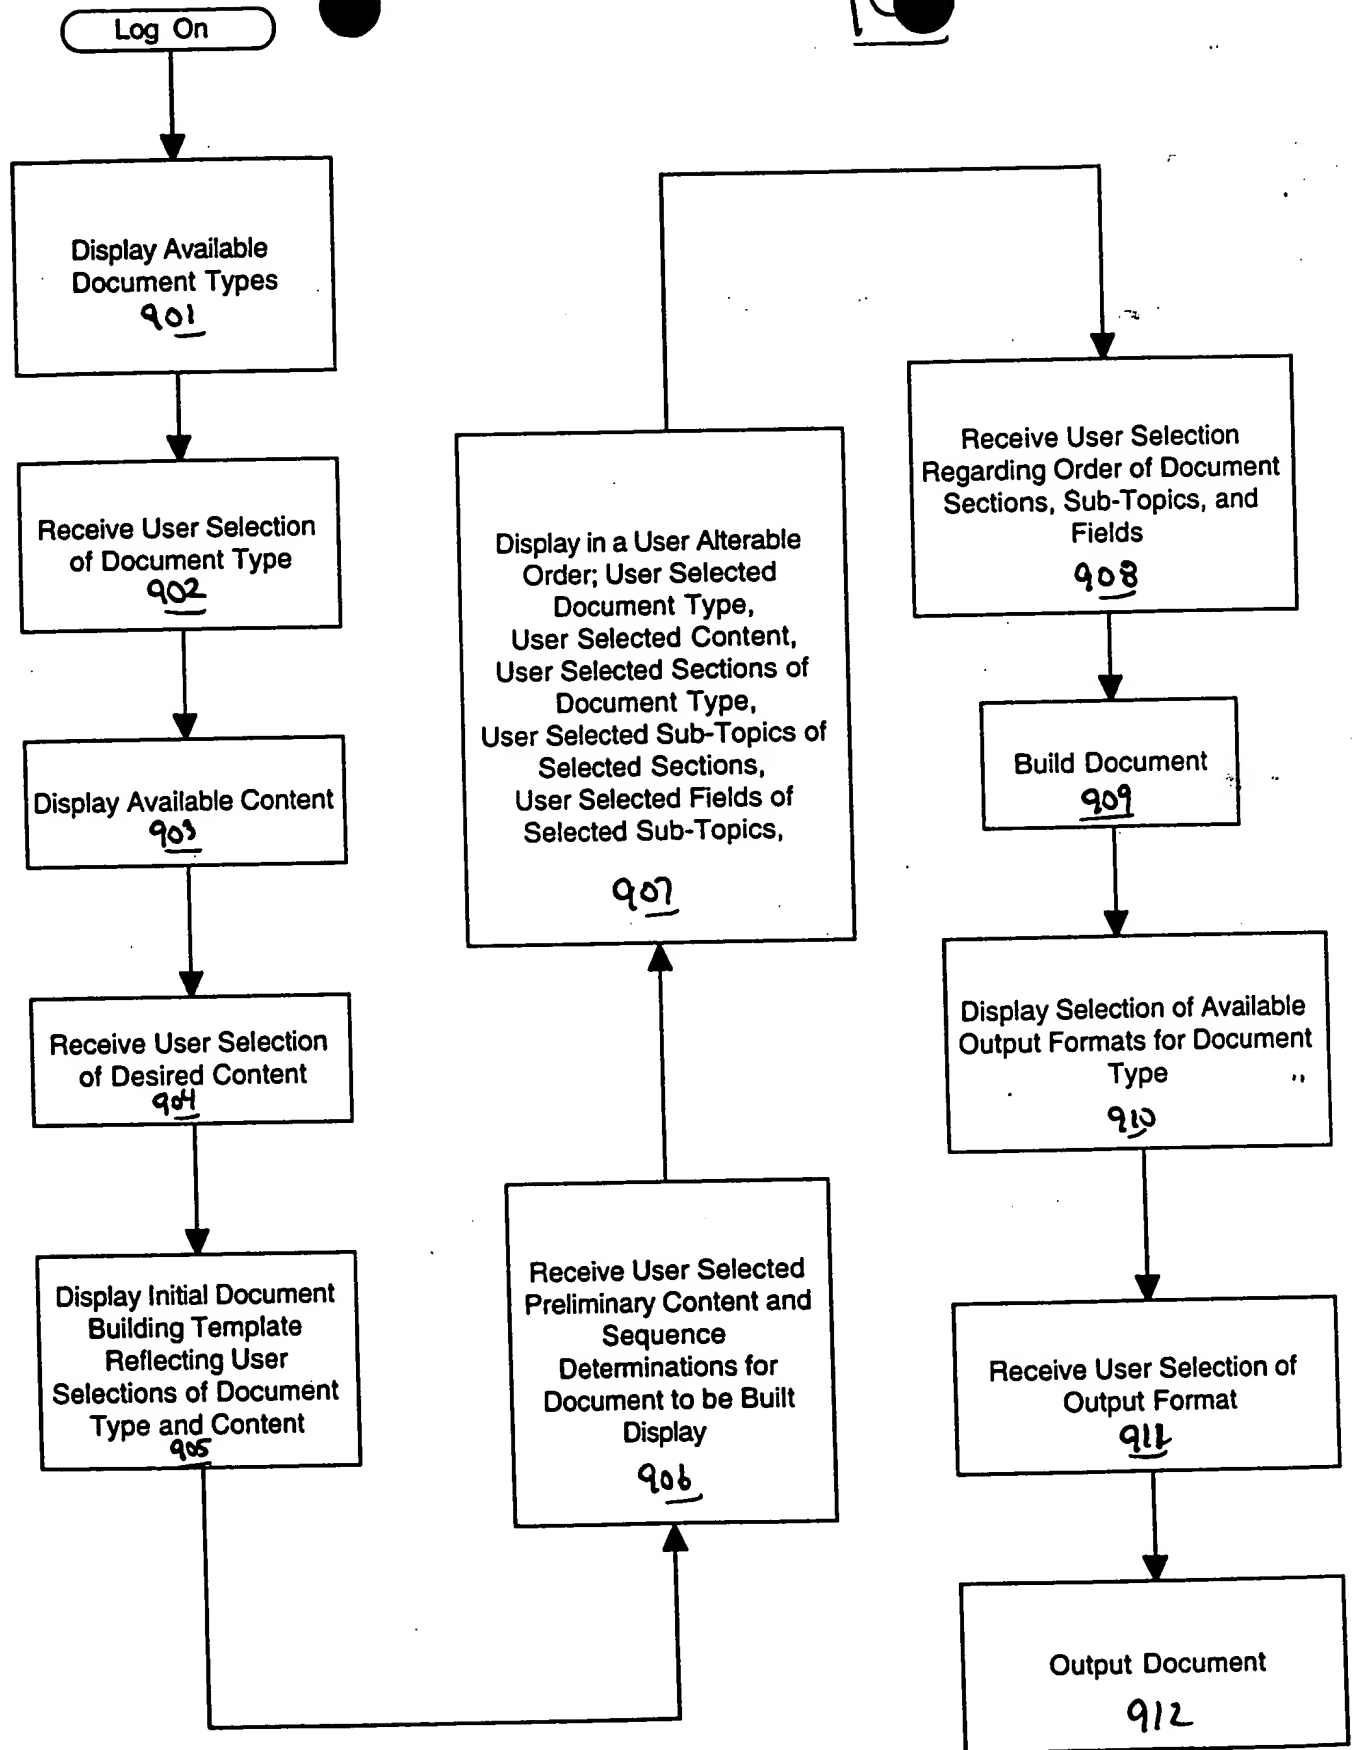 Log On
Display Available
Document Types
901
Receive User Selection
of Document Type
902
Display Available Content
903
Receive User Selection
of Desired Content
904
Display Initial Document
Building Template
Reflecting User
Selections of Document
Type and Content
905
Receive User Selected
Preliminary Content and
Sequence
Determinations for
Document to be Built
Display
906
Display in a User Alterable
Order; User Selected
Document Type,
User Selected Content,
User Selected Sections of
Document Type,
User Selected Sub-Topics of
Selected Sections,
User Selected Fields of
Selected Sub-Topics,
907
Receive User Selection
Regarding Order of Document
Sections, Sub-Topics, and
Fields
908
Build Document
909
Display Selection of Available
Output Formats for Document
Type
910
Receive User Selection of
Output Format
911
Output Document
912